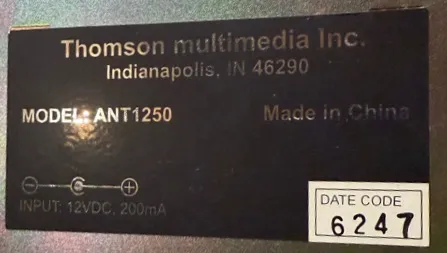 Thomson multimedia Inc.
Indianapolis, IN 46290
MODEL: ANT1250 Made in China
INPUT: 12VDC, 200mA
DATE CODE
6247